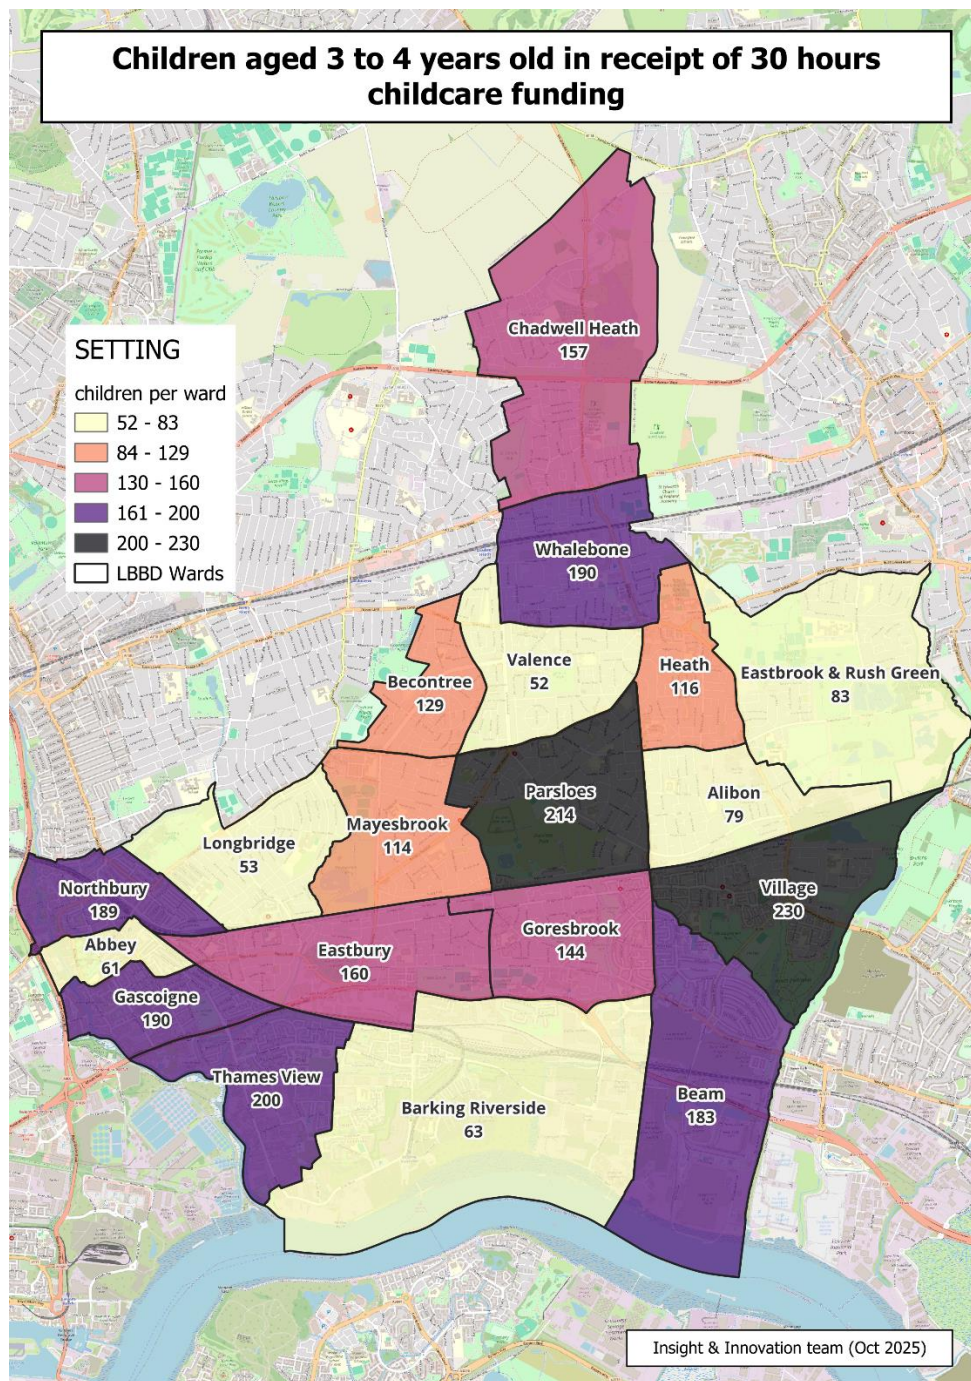 Children aged 3 to 4 years old in receipt of 30 hours
childcare funding
SETTING
children per ward
52 - 83
84 - 129
130 - 160
161 - 200
200 - 230
LBBD Wards
Chadwell Heath
157
Whalebone
190
Valence
52
Heath
116
Eastbrook & Rush Green
83
Becontree
129
Parsloes
214
Alibon
79
Mayesbrook
114
Longbridge
53
Northbury
189
Village
230
Abbey
61
Eastbury
160
Goresbrook
144
Gascoigne
190
Thames View
200
Barking Riverside
63
Beam
183
Insight & Innovation team (Oct 2025)